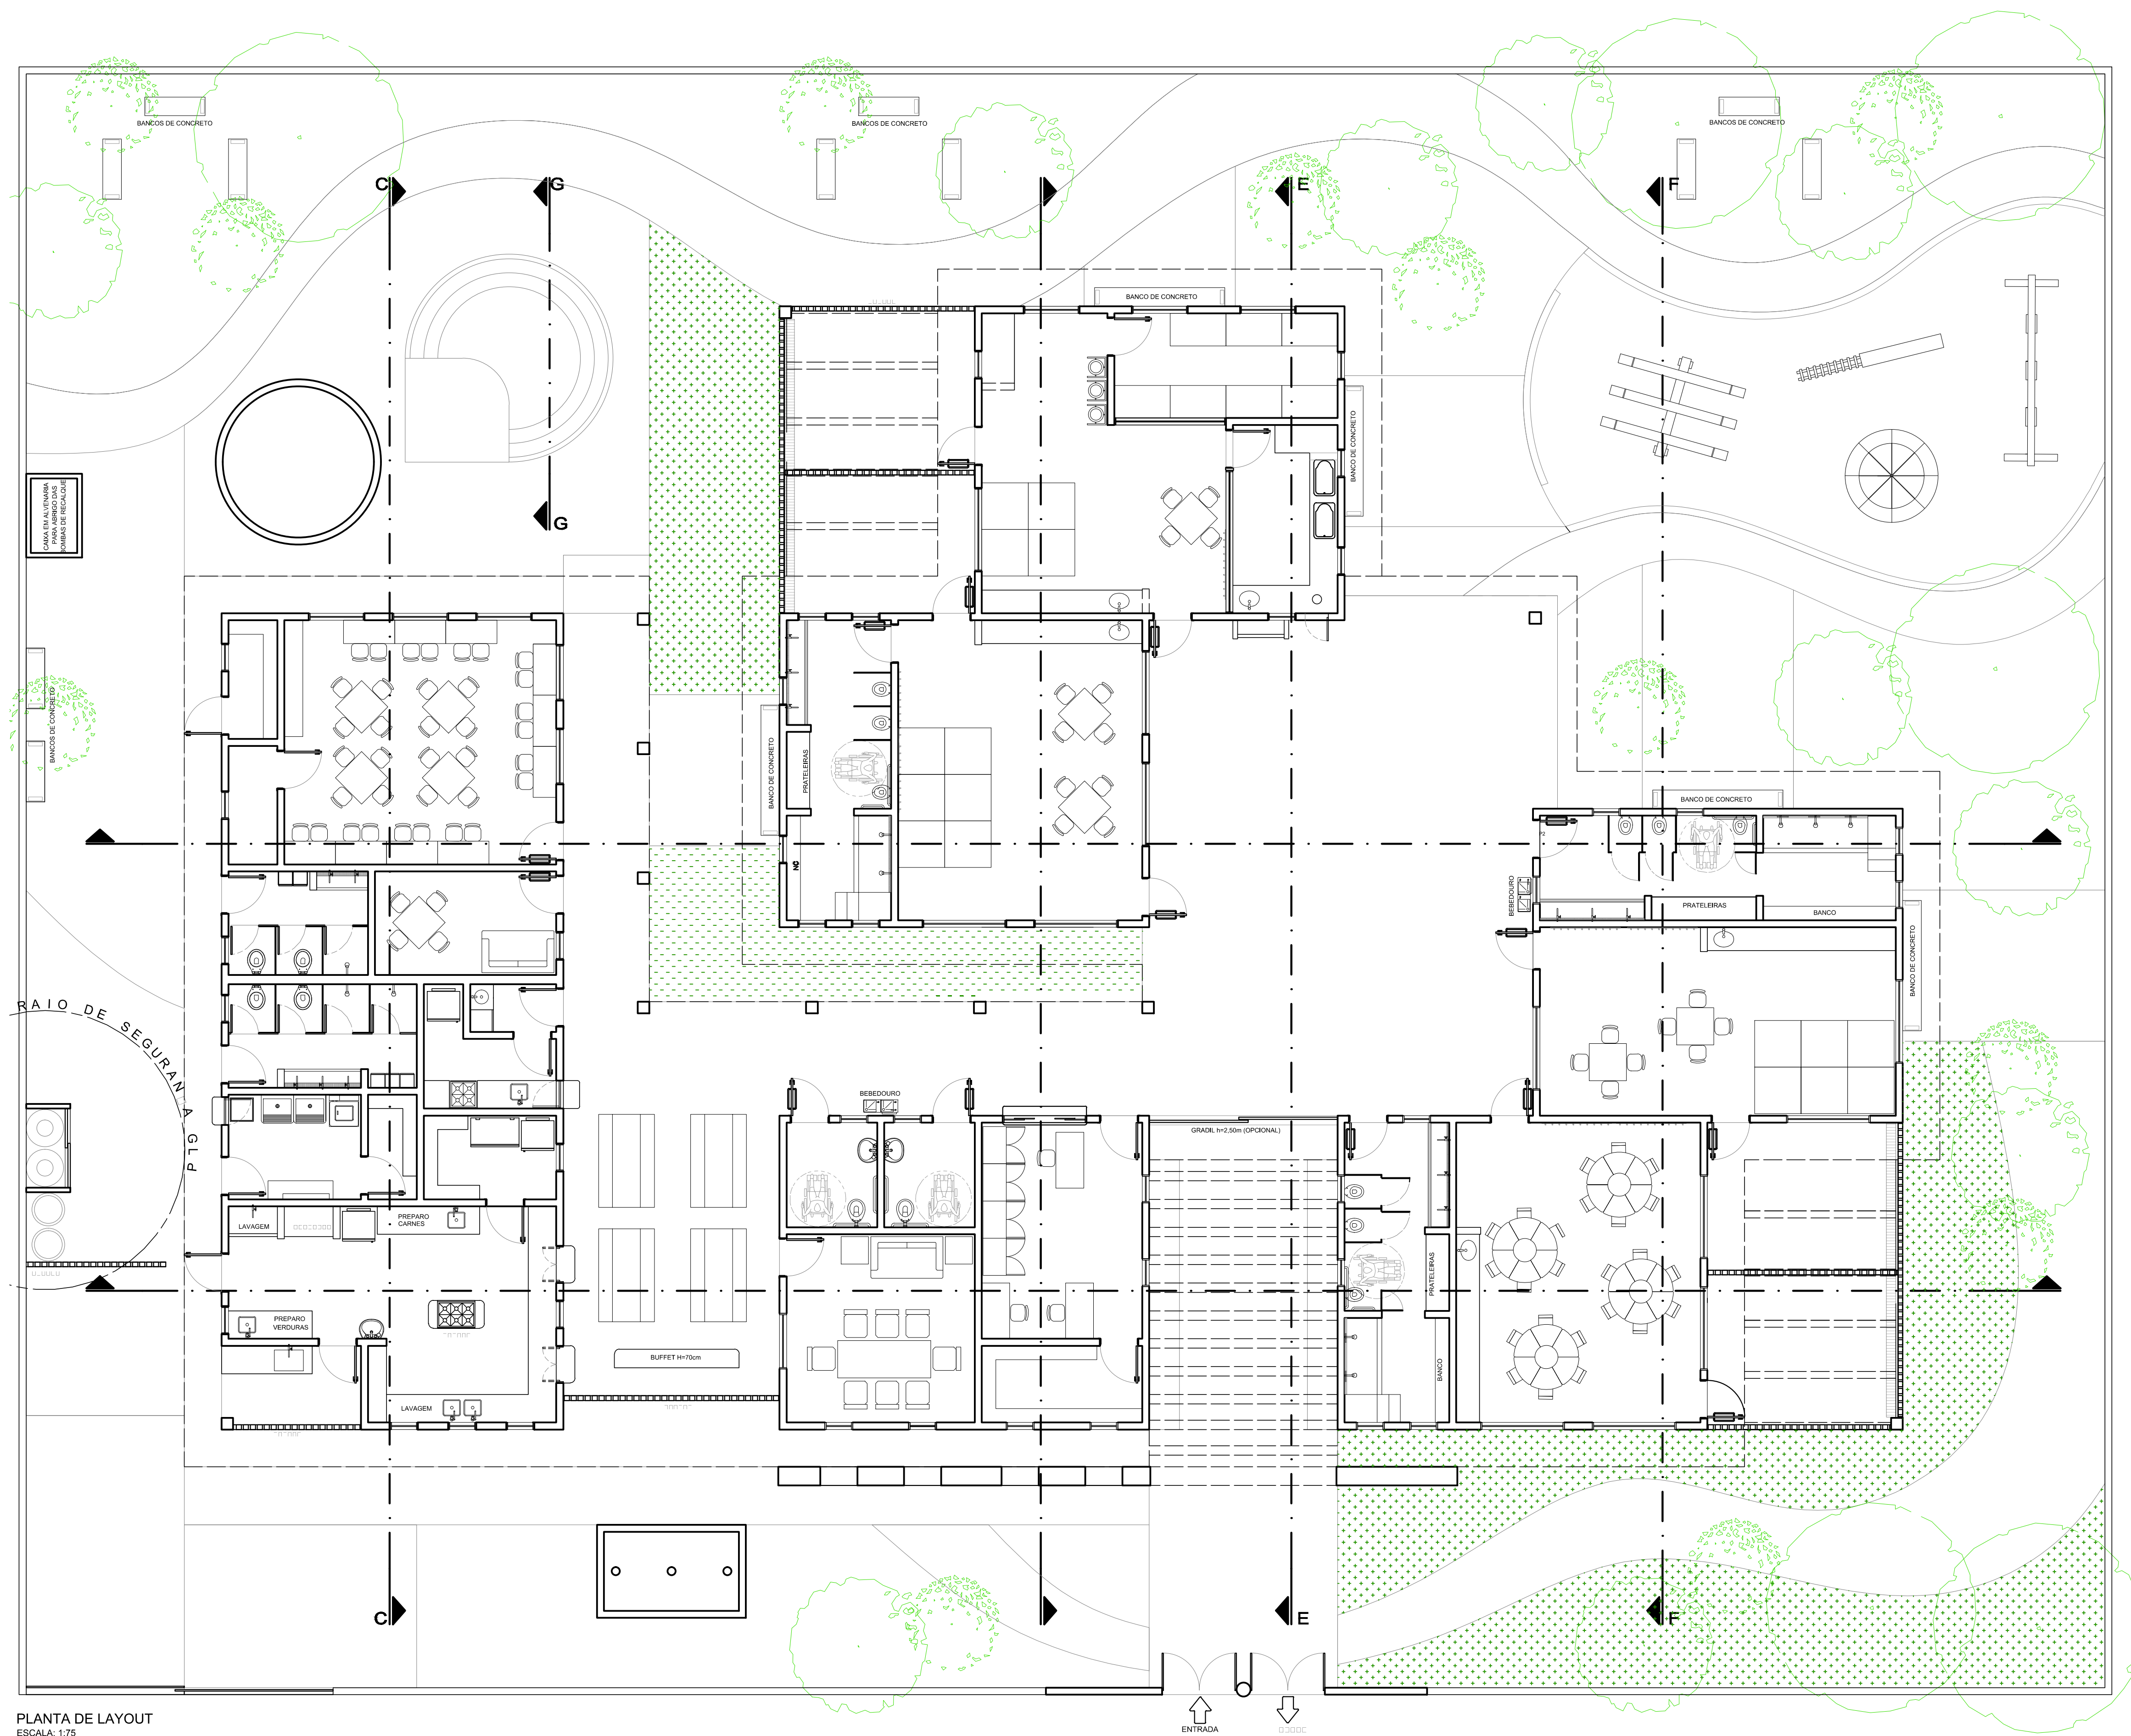 BANCOS DE CONCRETO
BANCOS DE CONCRETO
BANCOS DE CONCRETO
C
G
E
F
BANCO DE CONCRETO
BANCO DE CONCRETO
CAIXA EM ALVENARIA
PARA ABRIGO DAS
BOMBAS DE RECALQUE
G
BANCOS DE CONCRETO
BANCO DE CONCRETO
PRATELEIRAS
BANCO DE CONCRETO
P2
BEBEDOURO
PRATELEIRAS
BANCO
BANCO DE CONCRETO
RAIO DE SEGURAN A GLP
BEBEDOURO
GRADIL h=2,50m (OPCIONAL)
LAVAGEM
PREPARO
CARNES
PREPARO
VERDURAS
PRATELEIRAS
BUFFET H=70cm
BANCO
LAVAGEM
C
E
F
ENTRADA
PLANTA DE LAYOUT
ESCALA: 1:75